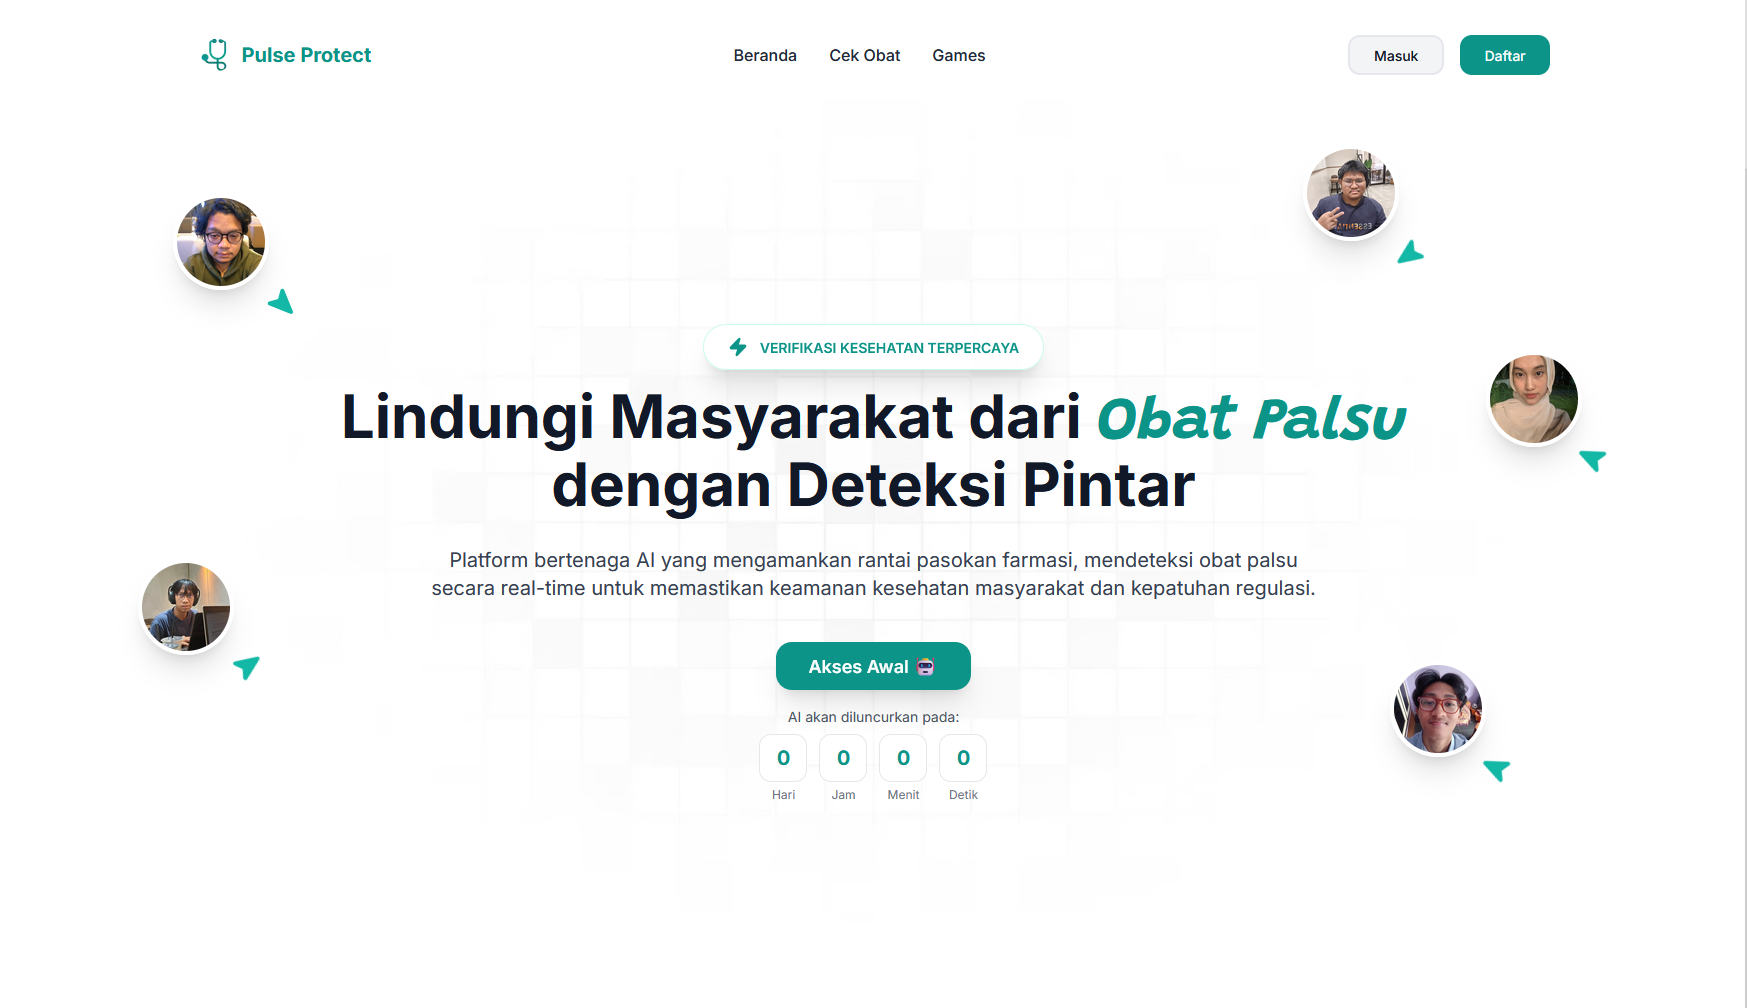 Pulse Protect
Beranda
Cek Obat
Games
Masuk
Daftar
VERIFIKASI KESEHATAN TERPERCAYA
Lindungi Masyarakat dari Obat Palsu
dengan Deteksi Pintar
Platform bertenaga AI yang mengamankan rantai pasokan farmasi, mendeteksi obat palsu
secara real-time untuk memastikan keamanan kesehatan masyarakat dan kepatuhan regulasi.
Akses Awal
AI akan diluncurkan pada:
0 0 0 0
Hari Jam Menit Detik